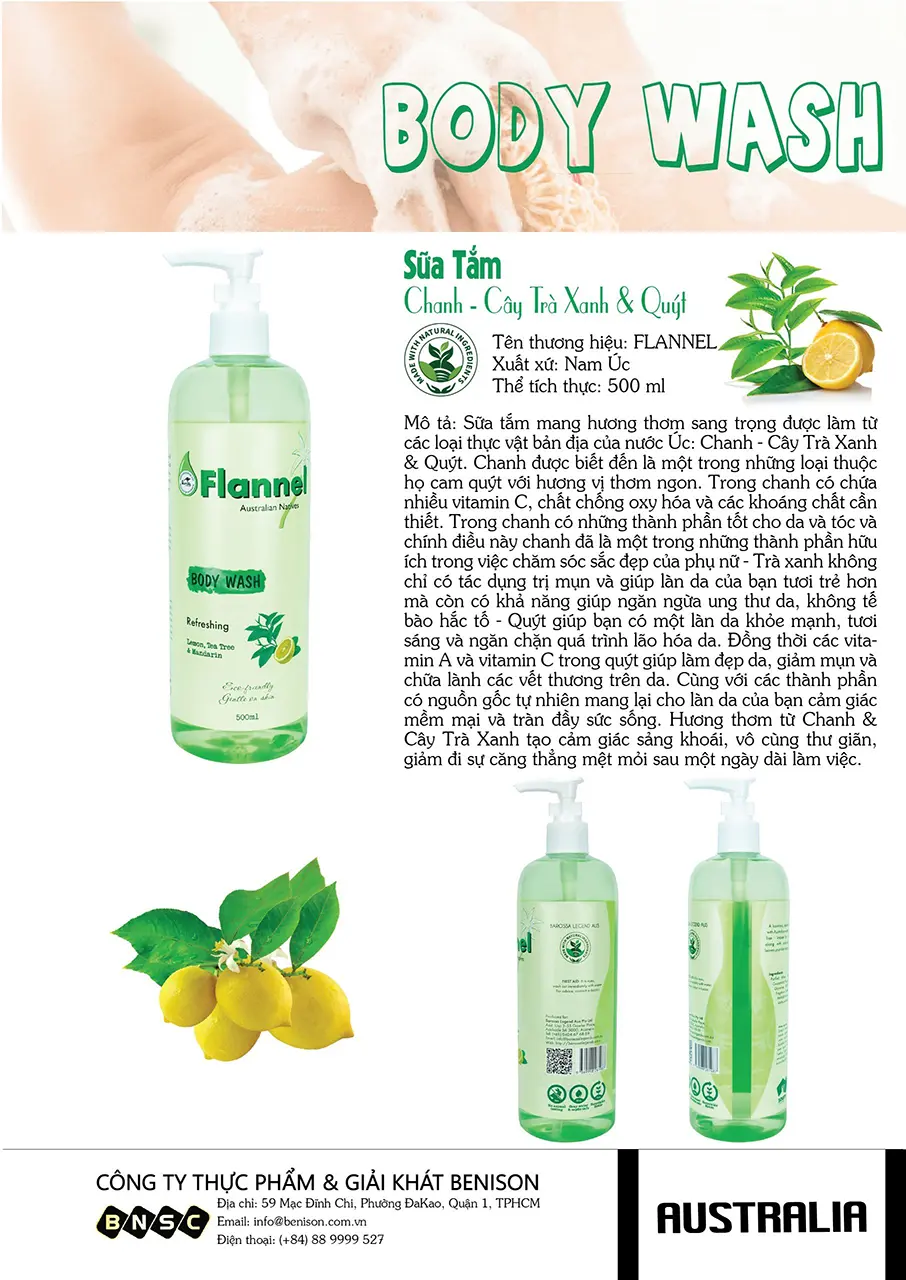 BODY WASH
Sữa Tắm
Chanh - Cây Trà Xanh & Quýt
MADE WITH NATURAL INGREDIENTS
Tên thương hiệu: FLANNEL
Xuất xứ: Nam Úc
Thể tích thực: 500 ml
Mô tả: Sữa tắm mang hương thơm sang trọng được làm từ
các loại thực vật bản địa của nước Úc: Chanh - Cây Trà Xanh
& Quýt. Chanh được biết đến là một trong những loại thuộc
họ cam quýt với hương vị thơm ngon. Trong chanh có chứa
nhiều vitamin C, chất chống oxy hóa và các khoáng chất cần
thiết. Trong chanh có những thành phần tốt cho da và tóc và
chính điều này chanh đã là một trong những thành phần hữu
ích trong việc chăm sóc sắc đẹp của phụ nữ - Trà xanh không
chỉ có tác dụng trị mụn và giúp làn da của bạn tươi trẻ hơn
mà còn có khả năng giúp ngăn ngừa ung thư da, không tế
bào hắc tố - Quýt giúp bạn có một làn da khỏe mạnh, tươi
sáng và ngăn chặn quá trình lão hóa da. Đồng thời các vita-
min A và vitamin C trong quýt giúp làm đẹp da, giảm mụn và
chữa lành các vết thương trên da. Cùng với các thành phần
có nguồn gốc tự nhiên mang lại cho làn da của bạn cảm giác
mềm mại và tràn đầy sức sống. Hương thơm từ Chanh &
Cây Trà Xanh tạo cảm giác sảng khoái, vô cùng thư giãn,
giảm đi sự căng thẳng mệt mỏi sau một ngày dài làm việc.
Flannel
Australian Natives
BODY WASH
Refreshing
Lemon, Tea Tree
& Mandarin
Eco-friendly
Gentle on skin
500ml
nel
BAROSSA LEGEND AUS
FIRST AID:
CÔNG TY THỰC PHẨM & GIẢI KHÁT BENISON
BNSC
Địa chỉ: 59 Mạc Đĩnh Chi, Phường ĐaKao, Quận 1, TPHCM
Email: info@benison.com.vn
Điện thoại: (+84) 88 9999 527
AUSTRALIA